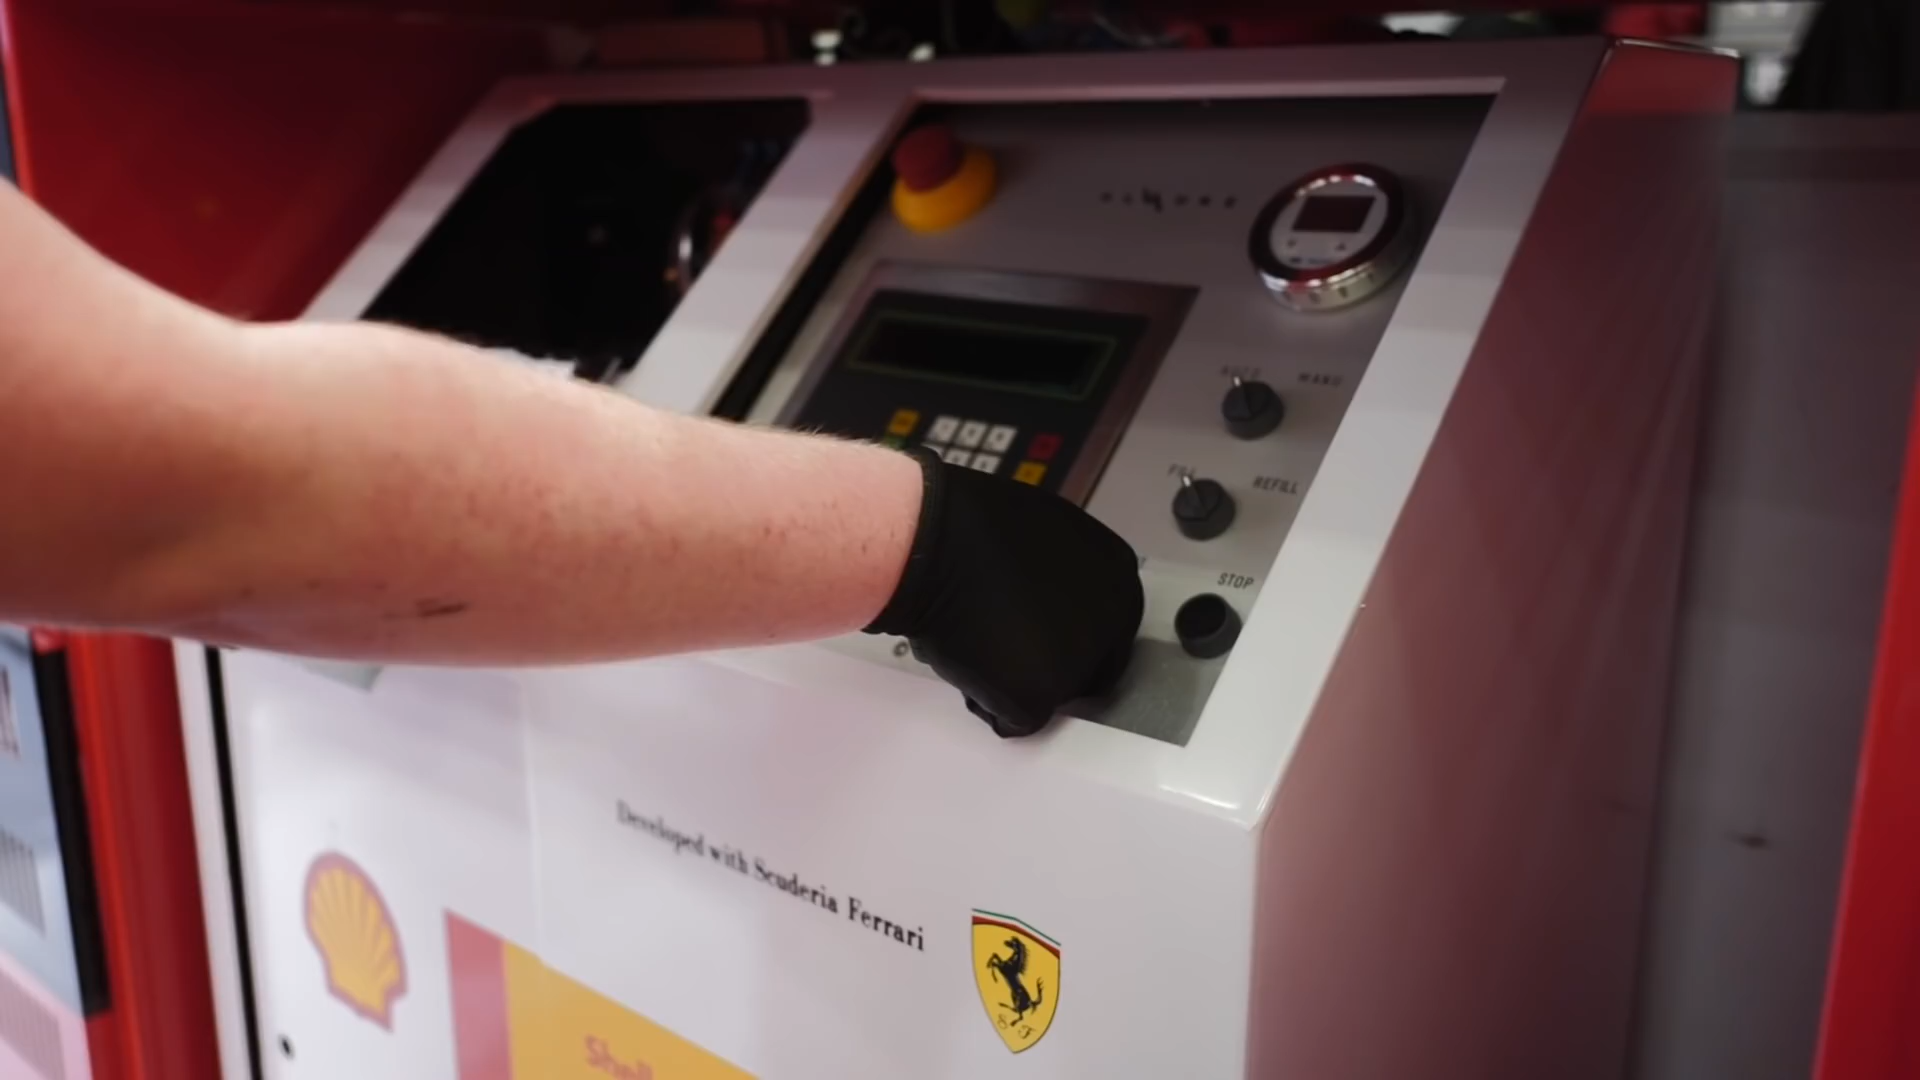 AUTO MANU
FILL REFILL
STOP
©
Developed with Scuderia Ferrari
S F
Shell